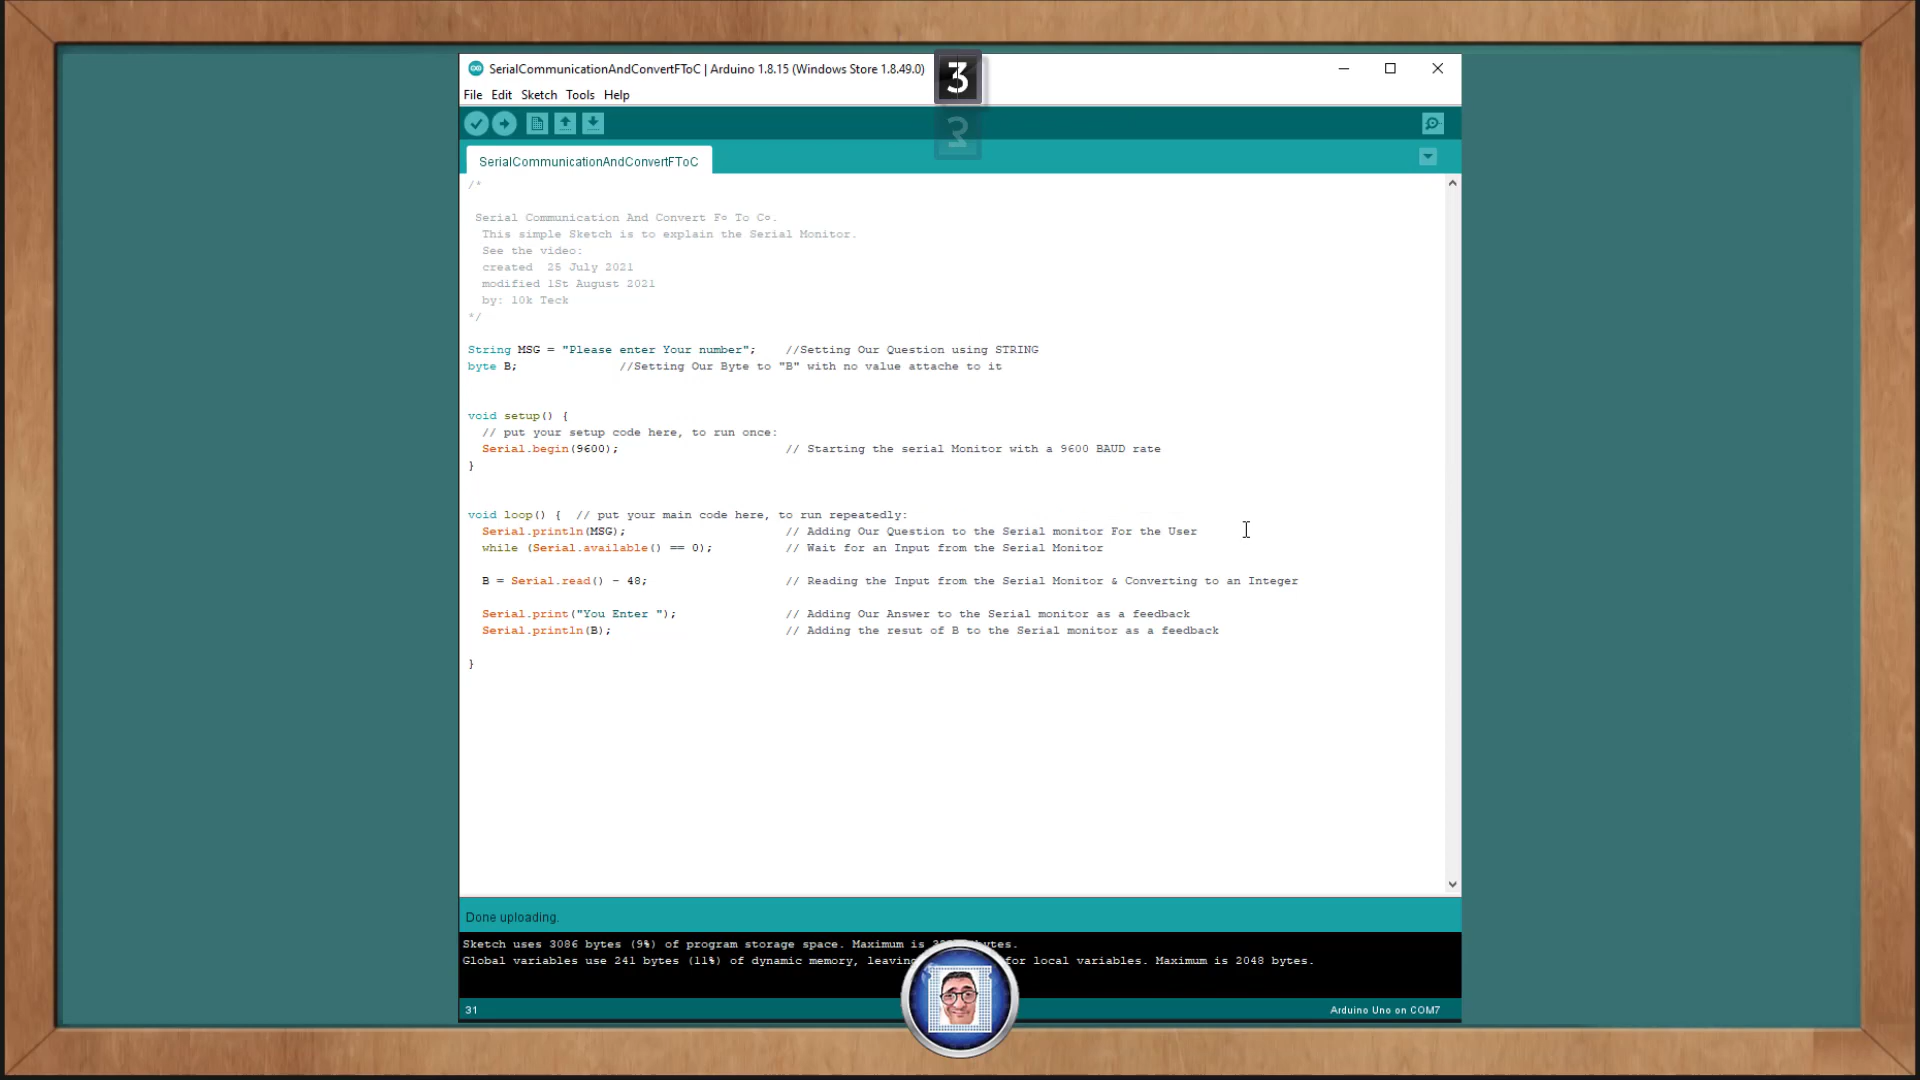 SerialCommunicationAndConvertFToC | Arduino 1.8.15 (Windows Store 1.8.49.0)
3
File Edit Sketch Tools Help
3
SerialCommunicationAndConvertFToC
/*
Serial Communication And Convert Fº To Cº.
This simple Sketch is to explain the Serial Monitor.
See the video:
created 25 July 2021
modified 1St August 2021
by: 10k Teck
*/
String MSG = "Please enter Your number"; //Setting Our Question using STRING
byte B; //Setting Our Byte to "B" with no value attache to it
void setup() {
// put your setup code here, to run once:
Serial.begin(9600); // Starting the serial Monitor with a 9600 BAUD rate
}
void loop() { // put your main code here, to run repeatedly:
Serial.println(MSG); // Adding Our Question to the Serial monitor For the User
while (Serial.available() == 0); // Wait for an Input from the Serial Monitor
B = Serial.read() - 48; // Reading the Input from the Serial Monitor & Converting to an Integer
Serial.print("You Enter "); // Adding Our Answer to the Serial monitor as a feedback
Serial.println(B); // Adding the resut of B to the Serial monitor as a feedback
}
Done uploading.
Sketch uses 3086 bytes (9%) of program storage space. Maximum is
Global variables use 241 bytes (11%) of dynamic memory, leaving for local variables. Maximum is 2048 bytes.
31
Arduino Uno on COM7